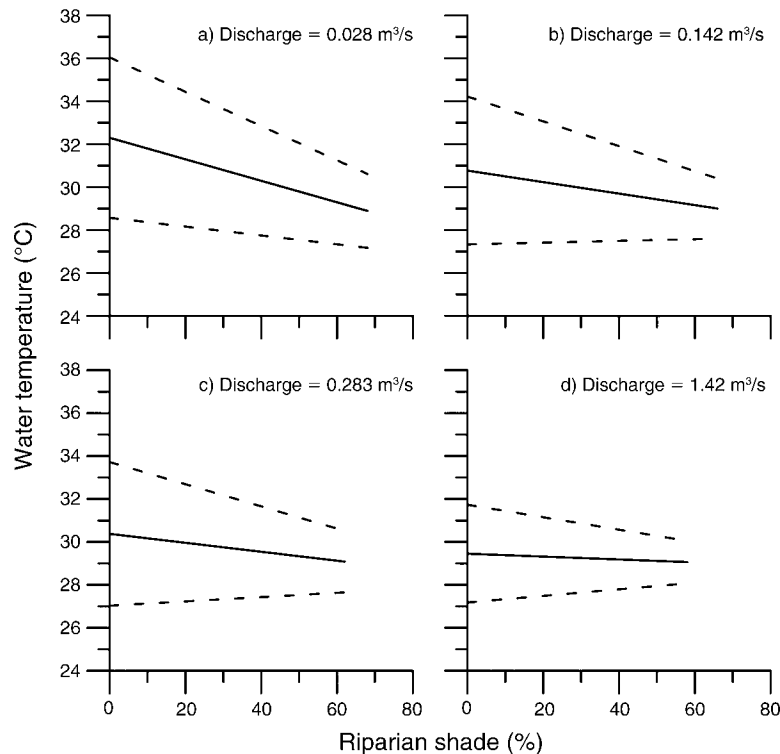 38
36
34
32
30
28
26
24
a) Discharge = 0.028 m³/s
b) Discharge = 0.142 m³/s
38
36
34
32
30
28
26
24
c) Discharge = 0.283 m³/s
d) Discharge = 1.42 m³/s
0 20 40 60 80 0 20 40 60 80
Water temperature (°C)
Riparian shade (%)